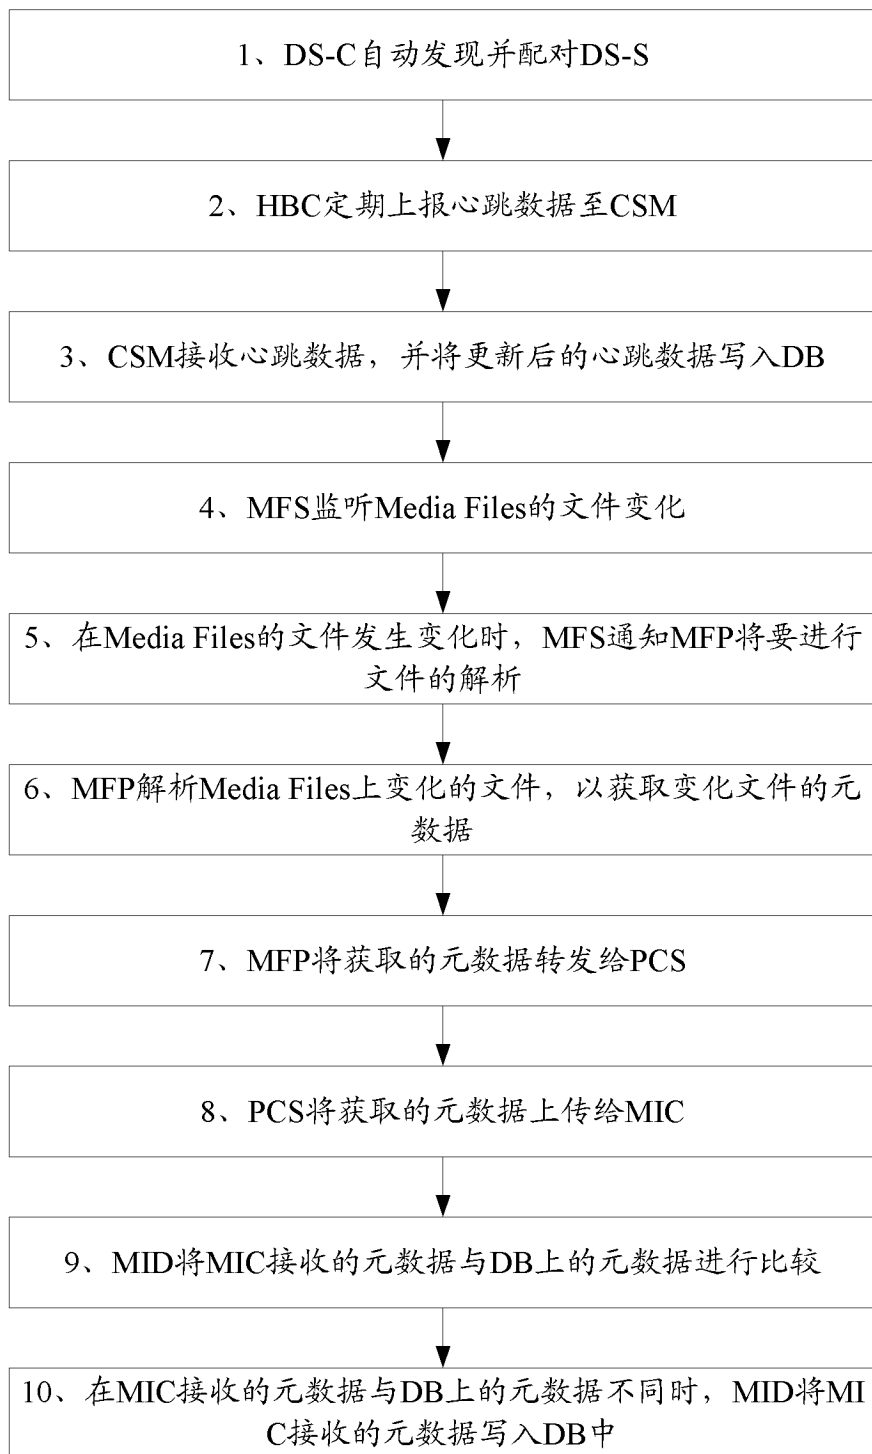 1、DS-C自动发现并配对DS-S
2、HBC定期上报心跳数据至CSM
3、CSM接收心跳数据，并将更新后的心跳数据写入DB
4、MFS监听Media Files的文件变化
5、在Media Files的文件发生变化时，MFS通知MFP将要进行
文件的解析
6、MFP解析Media Files上变化的文件，以获取变化文件的元
数据
7、MFP将获取的元数据转发给PCS
8、PCS将获取的元数据上传给MIC
9、MID将MIC接收的元数据与DB上的元数据进行比较
10、在MIC接收的元数据与DB上的元数据不同时，MID将MI
C接收的元数据写入DB中